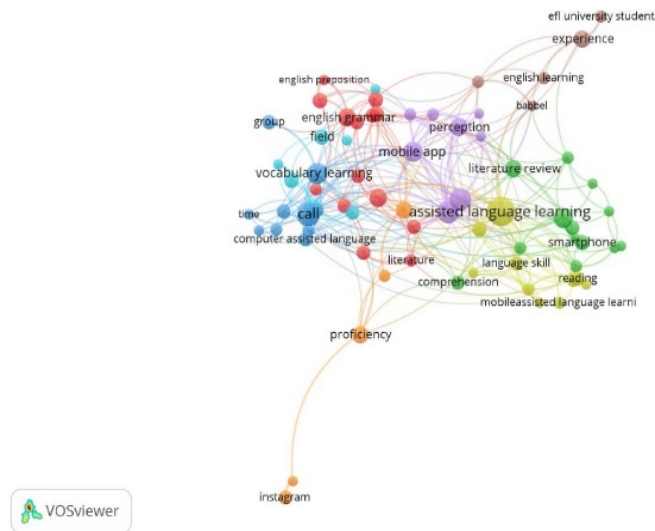 efl university student
experience
english preposition
english learning
babbel
english grammar
group
perception
field
mobile app
literature review
vocabulary learning
time
call
assisted language learning
computer assisted language
smartphone
literature
language skill
comprehension
reading
mobileassisted language learni
proficiency
instagram
VOSviewer